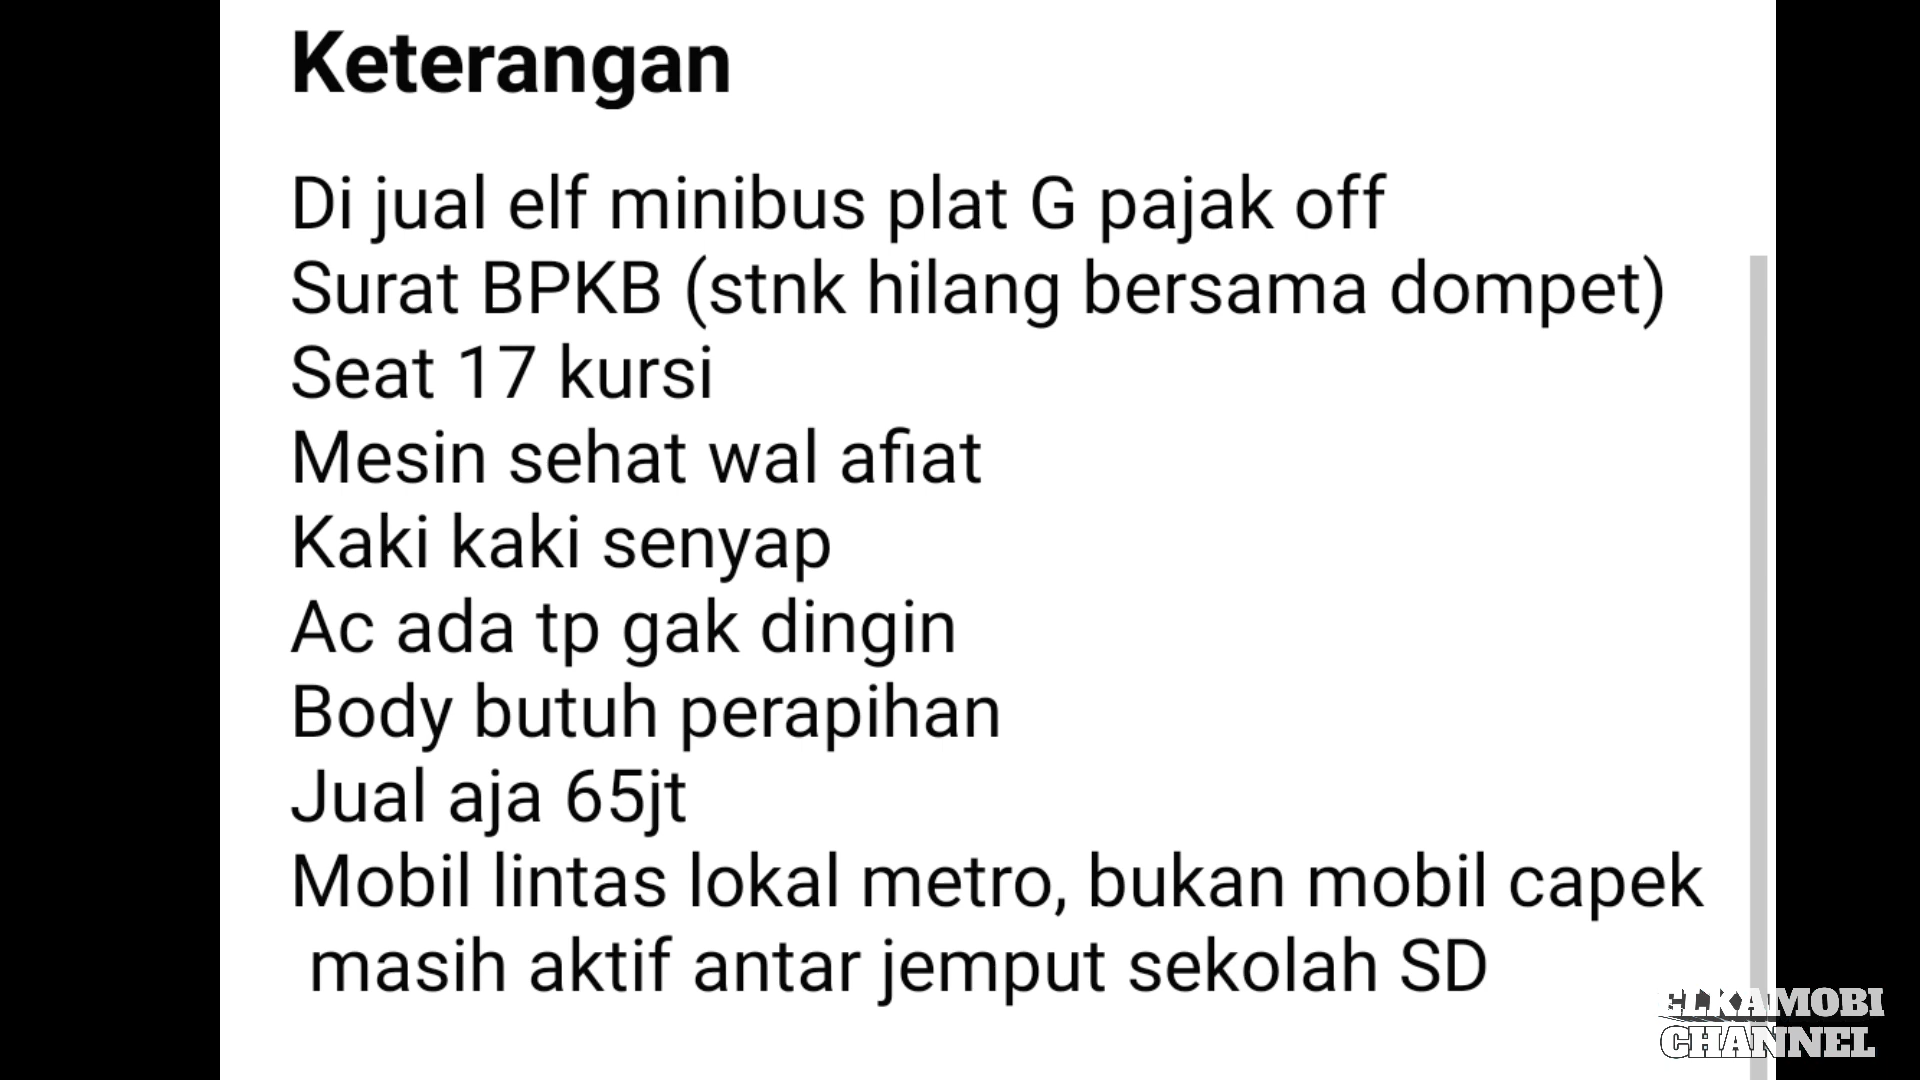 Keterangan
Di jual elf minibus plat G pajak off
Surat BPKB (stnk hilang bersama dompet)
Seat 17 kursi
Mesin sehat wal afiat
Kaki kaki senyap
Ac ada tp gak dingin
Body butuh perapihan
Jual aja 65jt
Mobil lintas lokal metro, bukan mobil capek
masih aktif antar jemput sekolah SD
ELKAMOBI
CHANNEL